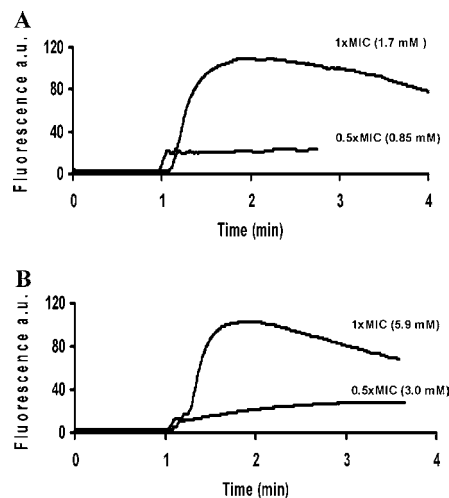 A
Fluorescence a.u.
120
80
40
0
1xMIC (1.7 mM )
0.5xMIC (0.85 mM)
0 1 2 3 4
Time (min)
B
Fluorescence a.u.
120
80
40
0
1xMIC (5.9 mM)
0.5xMIC (3.0 mM)
0 1 2 3 4
Time (min)